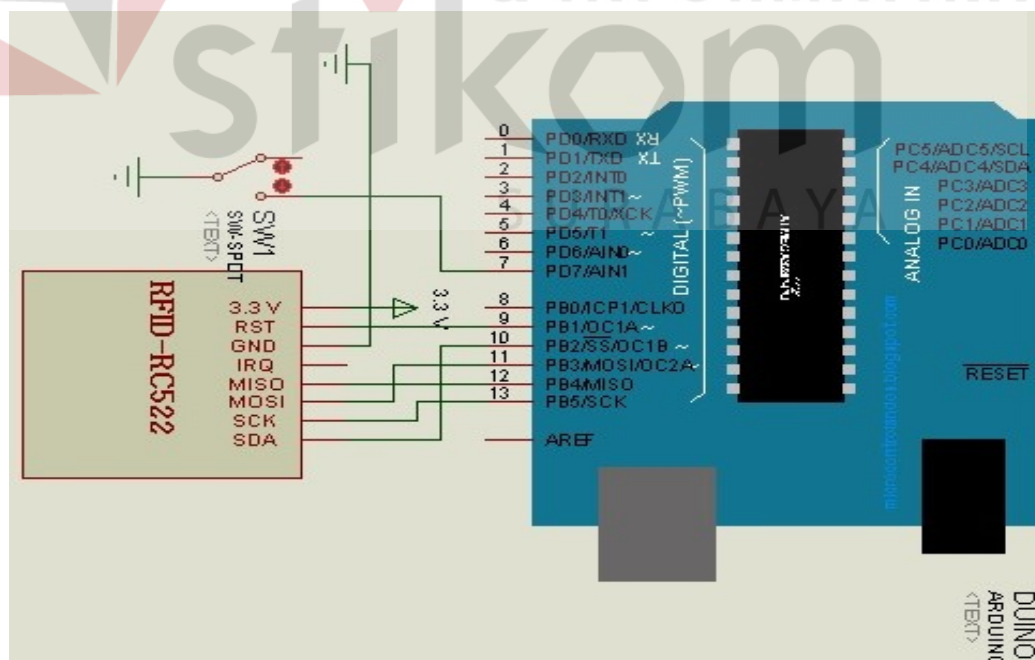 stikom
SURABAYA
SW1
SW-SPDT
<TEXT>
RFID-RC522
3.3 V
RST
GND
IRQ
MISO
MOSI
SCK
SDA
3.3 V
0
1
2
3
4
5
6
7
8
9
10
11
12
13
PD0/RXD
PD1/TXD
PD2/INT0
PD3/INT1 ~
PD4/T0/XCK
PD5/T1 ~
PD6/AIN0 ~
PD7/AIN1
PB0/ICP1/CLKO
PB1/OC1A ~
PB2/SS/OC1B ~
PB3/MOSI/OC2A ~
PB4/MISO
PB5/SCK
AREF
RX
TX
DIGITAL (~PWM)
ANALOG IN
PC5/ADC5/SCL
PC4/ADC4/SDA
PC3/ADC3
PC2/ADC2
PC1/ADC1
PC0/ADC0
RESET
DUINO
ARDUINO
<TEXT>